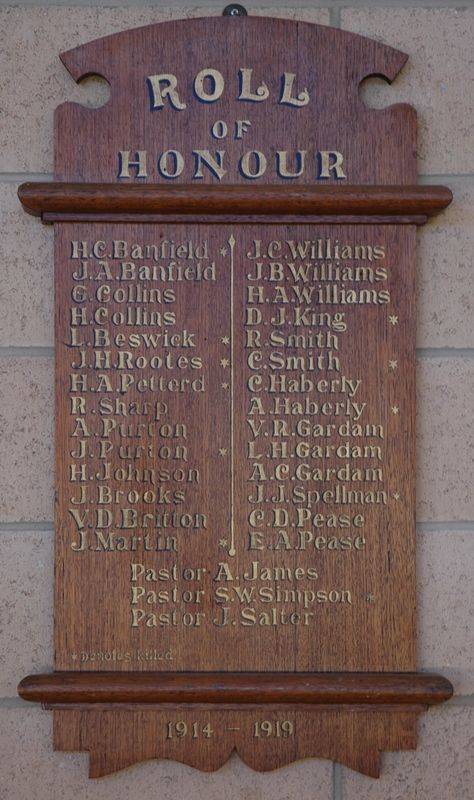 ROLL
OF
HONOUR
H.C.Banfield *
J.A.Banfield
G.Collins
H.Collins
L.Beswick *
J.H.Rootes *
H.A.Petterd *
R.Sharp
A.Purton
J.Purton *
H.Johnson
J.Brooks
V.D.Britton
J.Martin *
J.C.Williams
J.B.Williams
H.A.Williams
D.J.King *
R.Smith
C.Smith *
C.Haberly
A.Haberly *
V.R.Gardam
L.H.Gardam
A.C.Gardam
J.J.Spellman *
C.D.Pease
E.A.Pease
Pastor A.James
Pastor S.W.Simpson *
Pastor J.Salter
* Denotes killed
1914 - 1919